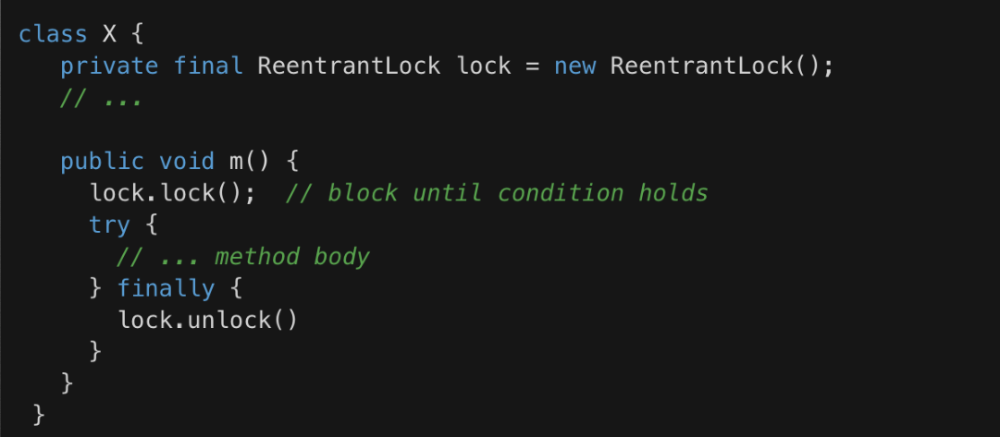 class X {
   private final ReentrantLock lock = new ReentrantLock();
   // ...

   public void m() {
     lock.lock();  // block until condition holds
     try {
       // ... method body
     } finally {
       lock.unlock()
     }
   }
 }